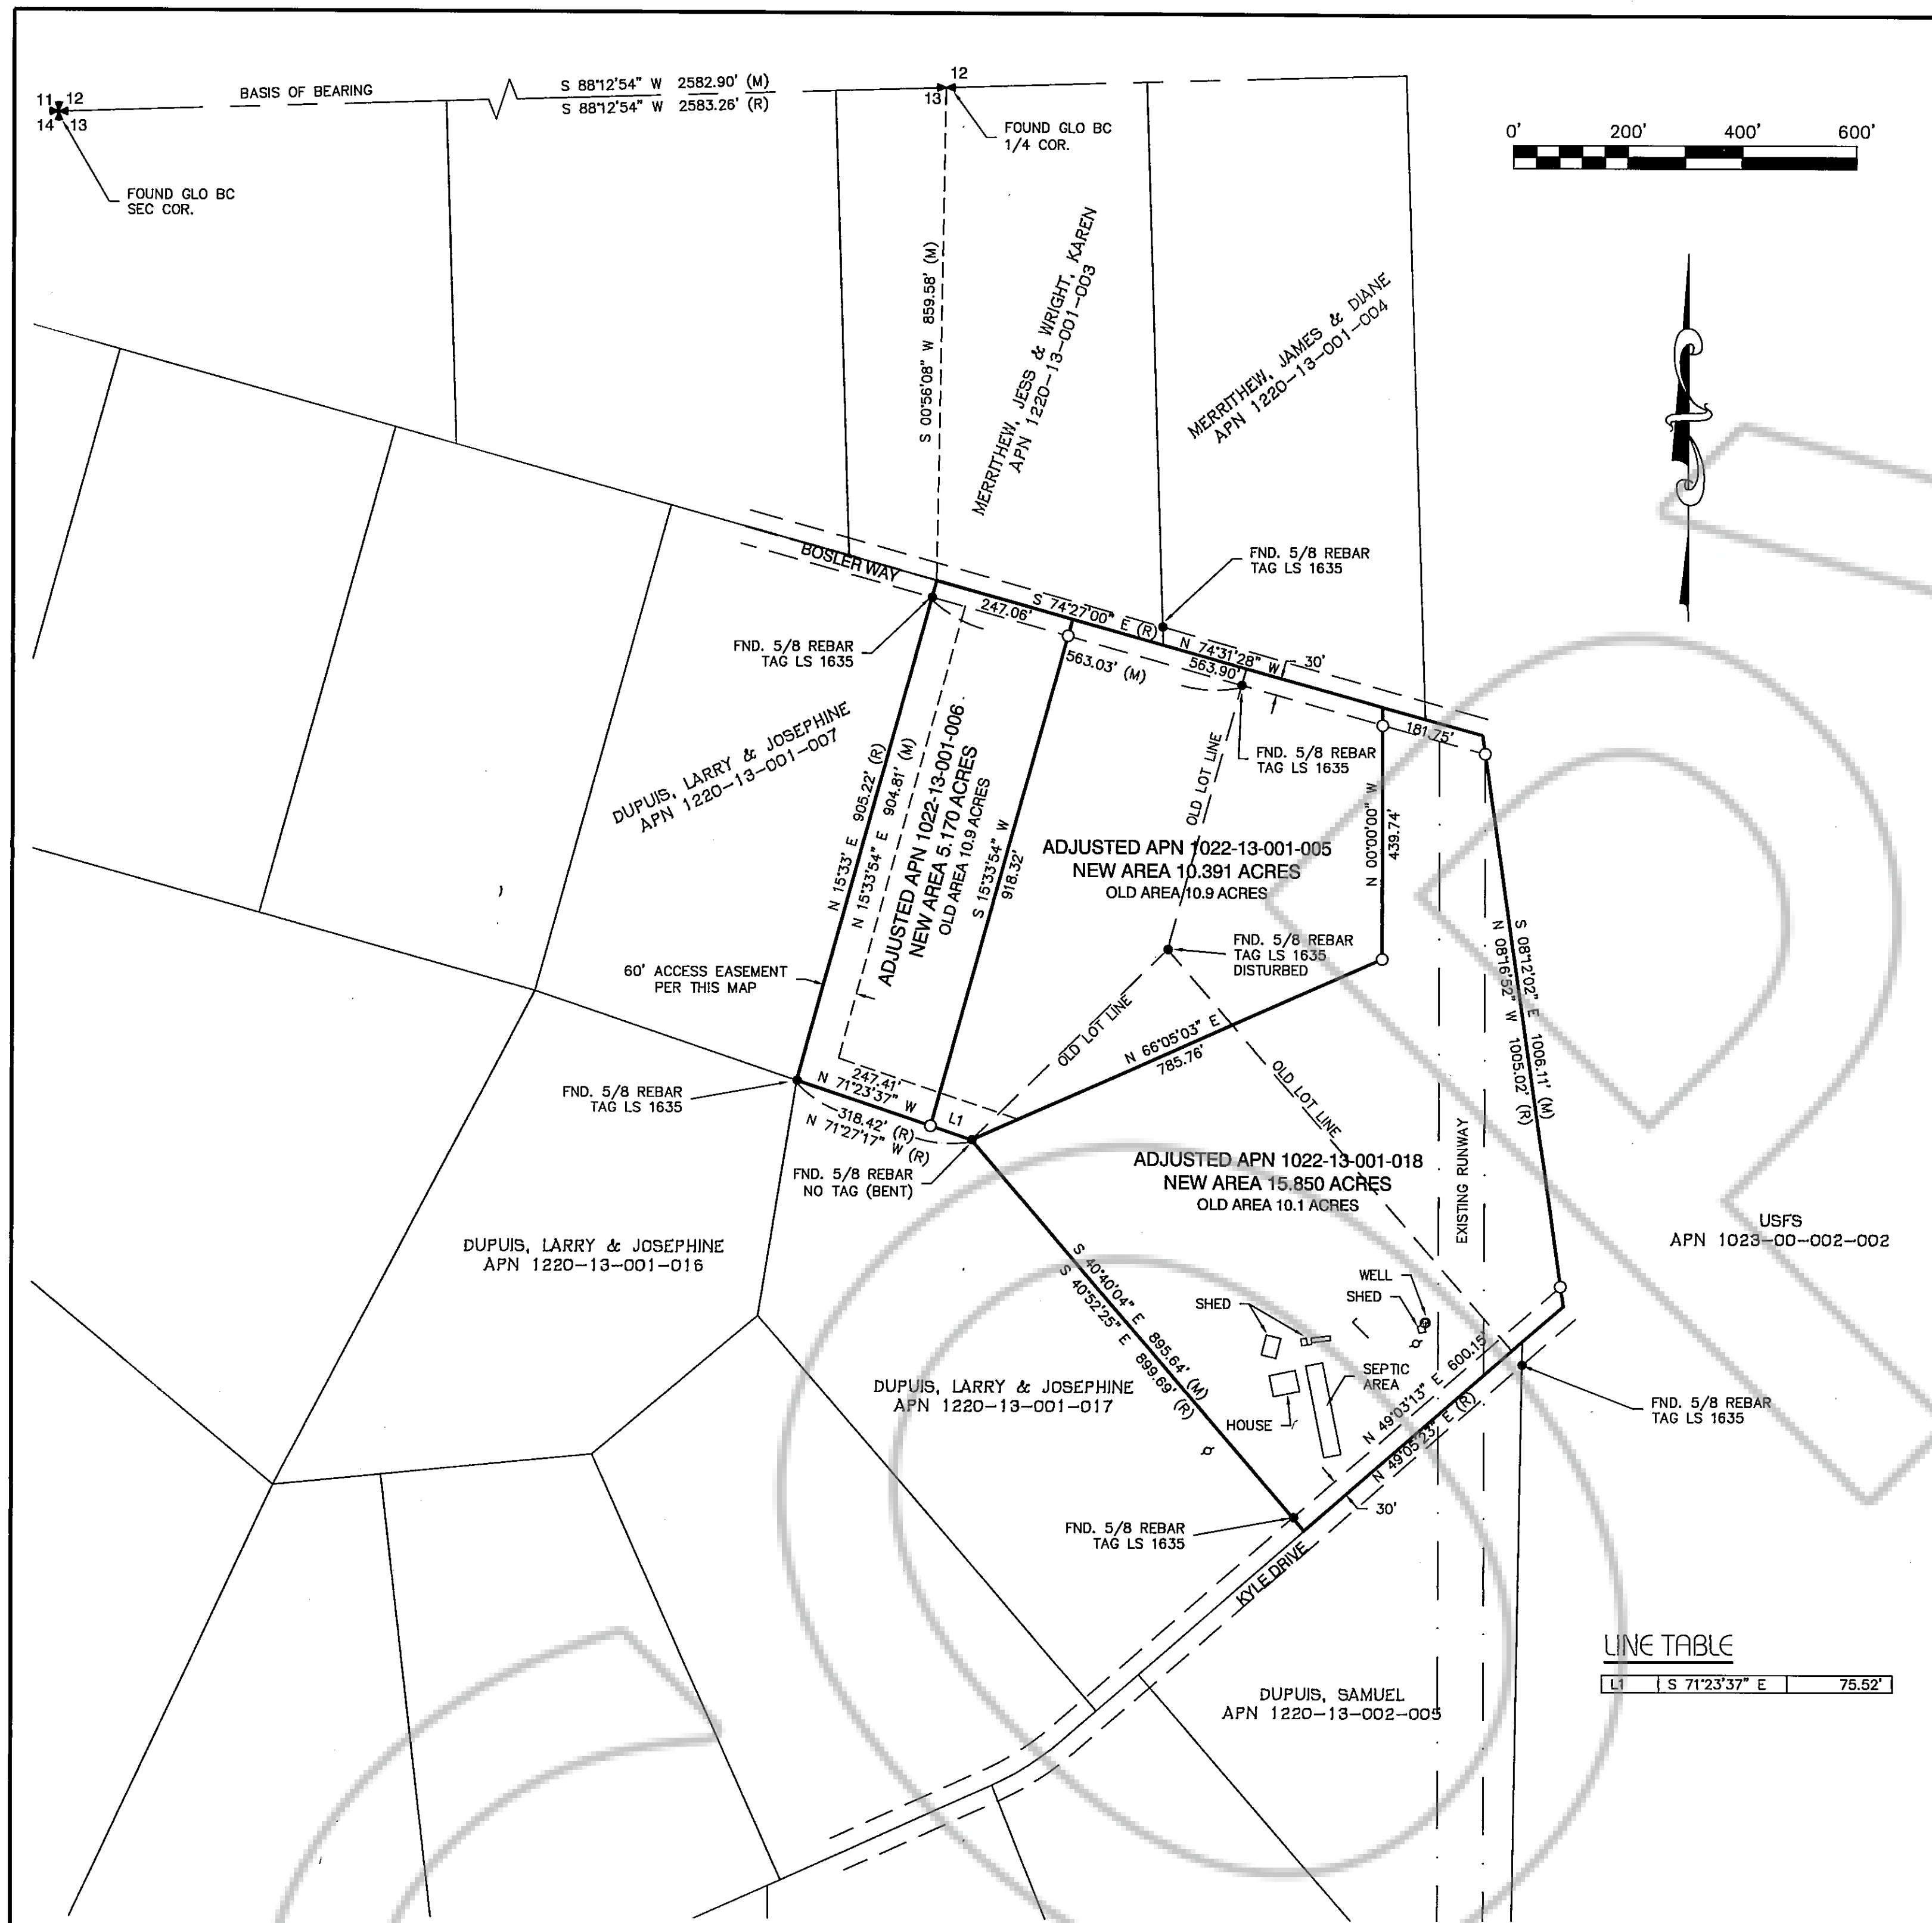 11 12
14 13
BASIS OF BEARING
S 88°12'54" W 2582.90' (M)
S 88°12'54" W 2583.26' (R)
12
13
FOUND GLO BC
1/4 COR.
FOUND GLO BC
SEC COR.
0' 200' 400' 600'
S 00°56'08" W 859.58' (M)
MERRITHEW, JESS & WRIGHT, KAREN
APN 1220-13-001-003
MERRITHEW, JAMES & DIANE
APN 1220-13-001-004
BOSLER WAY
FND. 5/8 REBAR
TAG LS 1635
FND. 5/8 REBAR
TAG LS 1635
247.06'
S 74°27'00" E (R)
N 74°31'28" W
30'
563.03' (M)
563.90'
181.75'
FND. 5/8 REBAR
TAG LS 1635
DUPUIS, LARRY & JOSEPHINE
APN 1220-13-001-007
N 15°33' E 905.22' (R)
N 15°33'54" E 904.81' (M)
ADJUSTED APN 1022-13-001-006
NEW AREA 5.170 ACRES
OLD AREA 10.9 ACRES
S 15°33'54" W
918.32'
OLD LOT LINE
ADJUSTED APN 1022-13-001-005
NEW AREA 10.391 ACRES
OLD AREA 10.9 ACRES
N 00°00'00" W
439.74'
S 08°12'02" E 1006.11' (M)
N 08°16'52" W 1005.02' (R)
FND. 5/8 REBAR
TAG LS 1635
DISTURBED
60' ACCESS EASEMENT
PER THIS MAP
OLD LOT LINE
N 66°05'03" E
785.76'
OLD LOT LINE
EXISTING RUNWAY
FND. 5/8 REBAR
TAG LS 1635
247.41'
N 71°23'37" W
L1
318.42' (R)
N 71°27'17" W (R)
FND. 5/8 REBAR
NO TAG (BENT)
ADJUSTED APN 1022-13-001-018
NEW AREA 15.850 ACRES
OLD AREA 10.1 ACRES
USFS
APN 1023-00-002-002
DUPUIS, LARRY & JOSEPHINE
APN 1220-13-001-016
S 40°40'04" E 895.64' (M)
S 40°52'25" E 899.69' (R)
WELL
SHED
SHED
SEPTIC
AREA
HOUSE
DUPUIS, LARRY & JOSEPHINE
APN 1220-13-001-017
N 49°03'13" E 600.15'
N 49°05'23" E (R)
30'
FND. 5/8 REBAR
TAG LS 1635
FND. 5/8 REBAR
TAG LS 1635
KYLE DRIVE
DUPUIS, SAMUEL
APN 1220-13-002-005
LINE TABLE
L1 S 71°23'37" E 75.52'